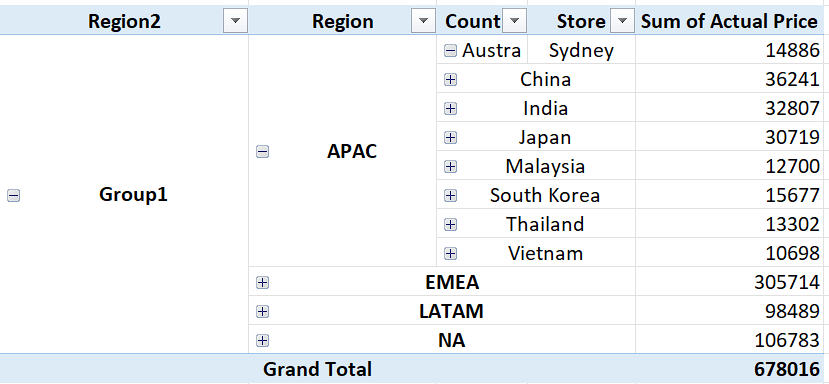 Region2 Region Count Store Sum of Actual Price
Group1 APAC Austra Sydney 14886
China 36241
India 32807
Japan 30719
Malaysia 12700
South Korea 15677
Thailand 13302
Vietnam 10698
EMEA 305714
LATAM 98489
NA 106783
Grand Total 678016